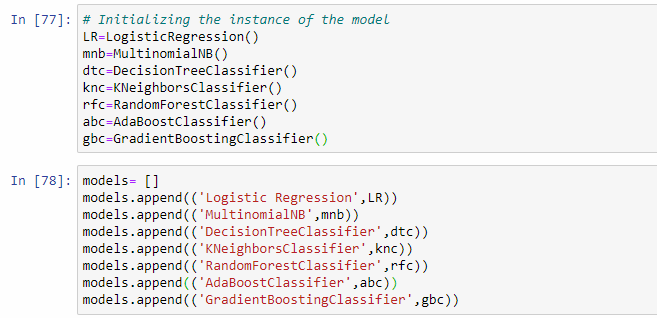 In [77]: # Initializing the instance of the model
LR=LogisticRegression()
mnb=MultinomialNB()
dtc=DecisionTreeClassifier()
knc=KNeighborsClassifier()
rfc=RandomForestClassifier()
abc=AdaBoostClassifier()
gbc=GradientBoostingClassifier()
In [78]: models= []
models.append(('Logistic Regression',LR))
models.append(('MultinomialNB',mnb))
models.append(('DecisionTreeClassifier',dtc))
models.append(('KNeighborsClassifier',knc))
models.append(('RandomForestClassifier',rfc))
models.append(('AdaBoostClassifier',abc))
models.append(('GradientBoostingClassifier',gbc))